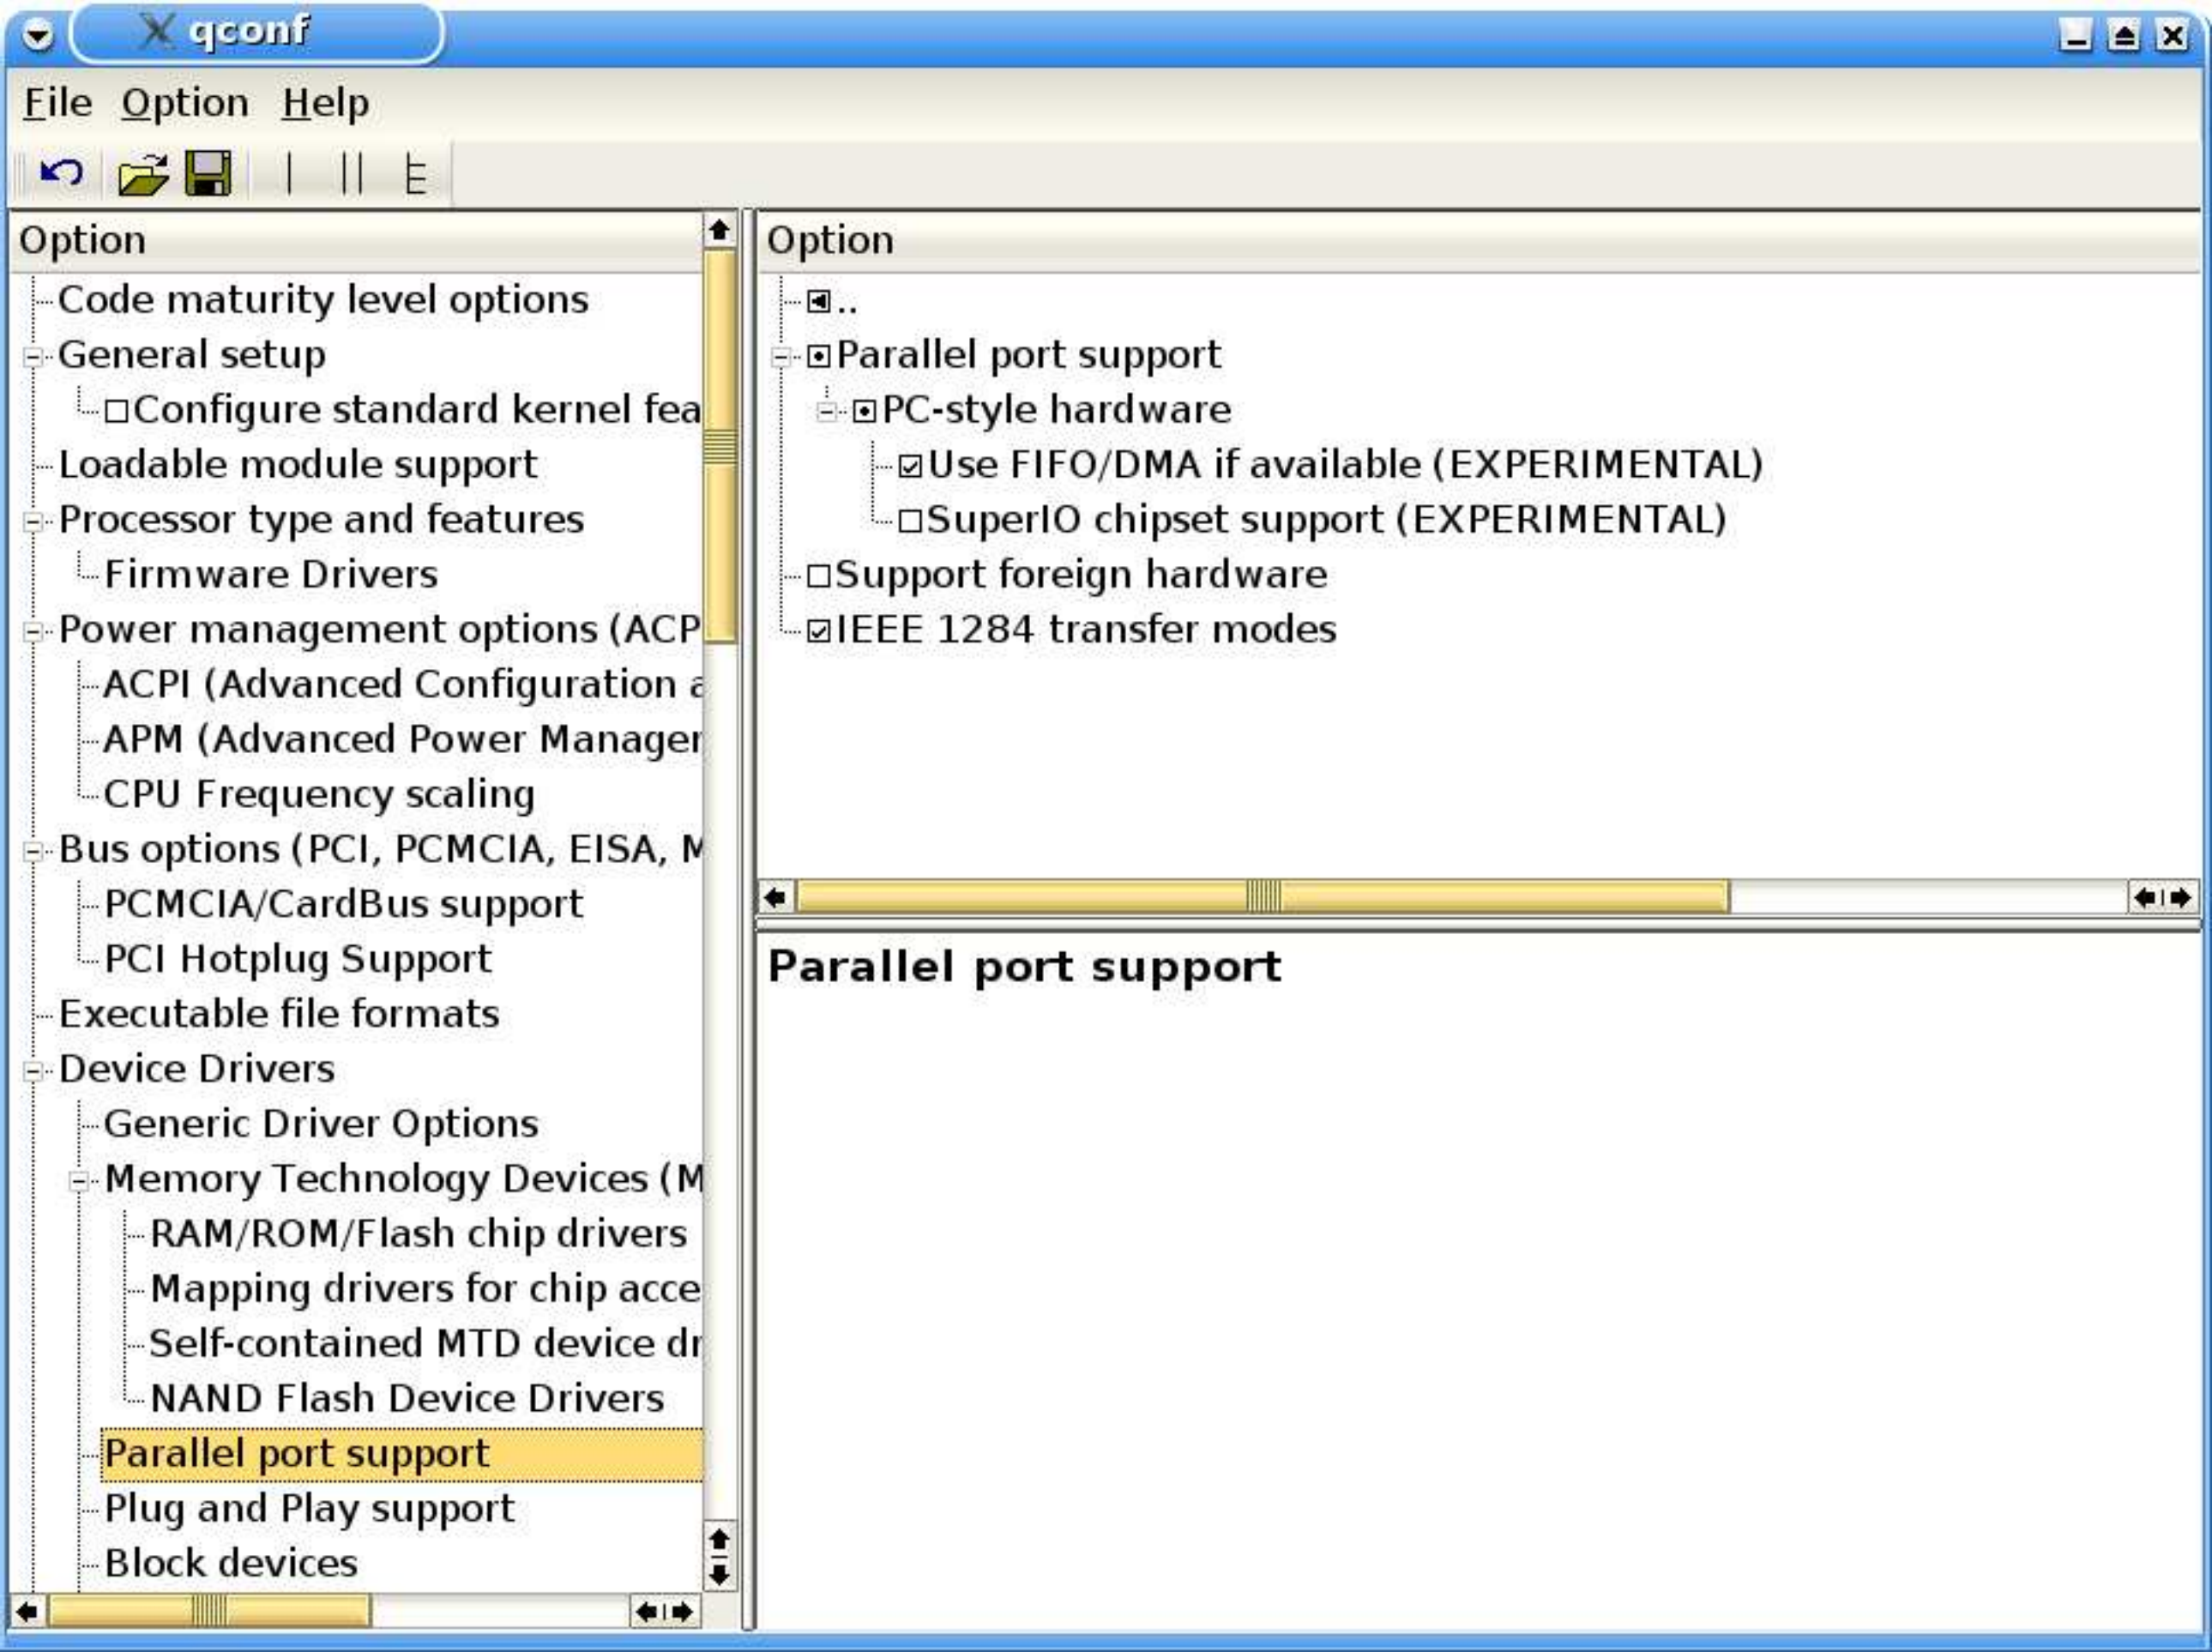 qconf
File Option Help
Option
Code maturity level options
General setup
Configure standard kernel fea
Loadable module support
Processor type and features
Firmware Drivers
Power management options (ACP
ACPI (Advanced Configuration a
APM (Advanced Power Manager
CPU Frequency scaling
Bus options (PCI, PCMCIA, EISA, M
PCMCIA/CardBus support
PCI Hotplug Support
Executable file formats
Device Drivers
Generic Driver Options
Memory Technology Devices (M
RAM/ROM/Flash chip drivers
Mapping drivers for chip acce
Self-contained MTD device dr
NAND Flash Device Drivers
Parallel port support
Plug and Play support
Block devices
Option
..
Parallel port support
PC-style hardware
Use FIFO/DMA if available (EXPERIMENTAL)
SuperIO chipset support (EXPERIMENTAL)
Support foreign hardware
IEEE 1284 transfer modes
Parallel port support